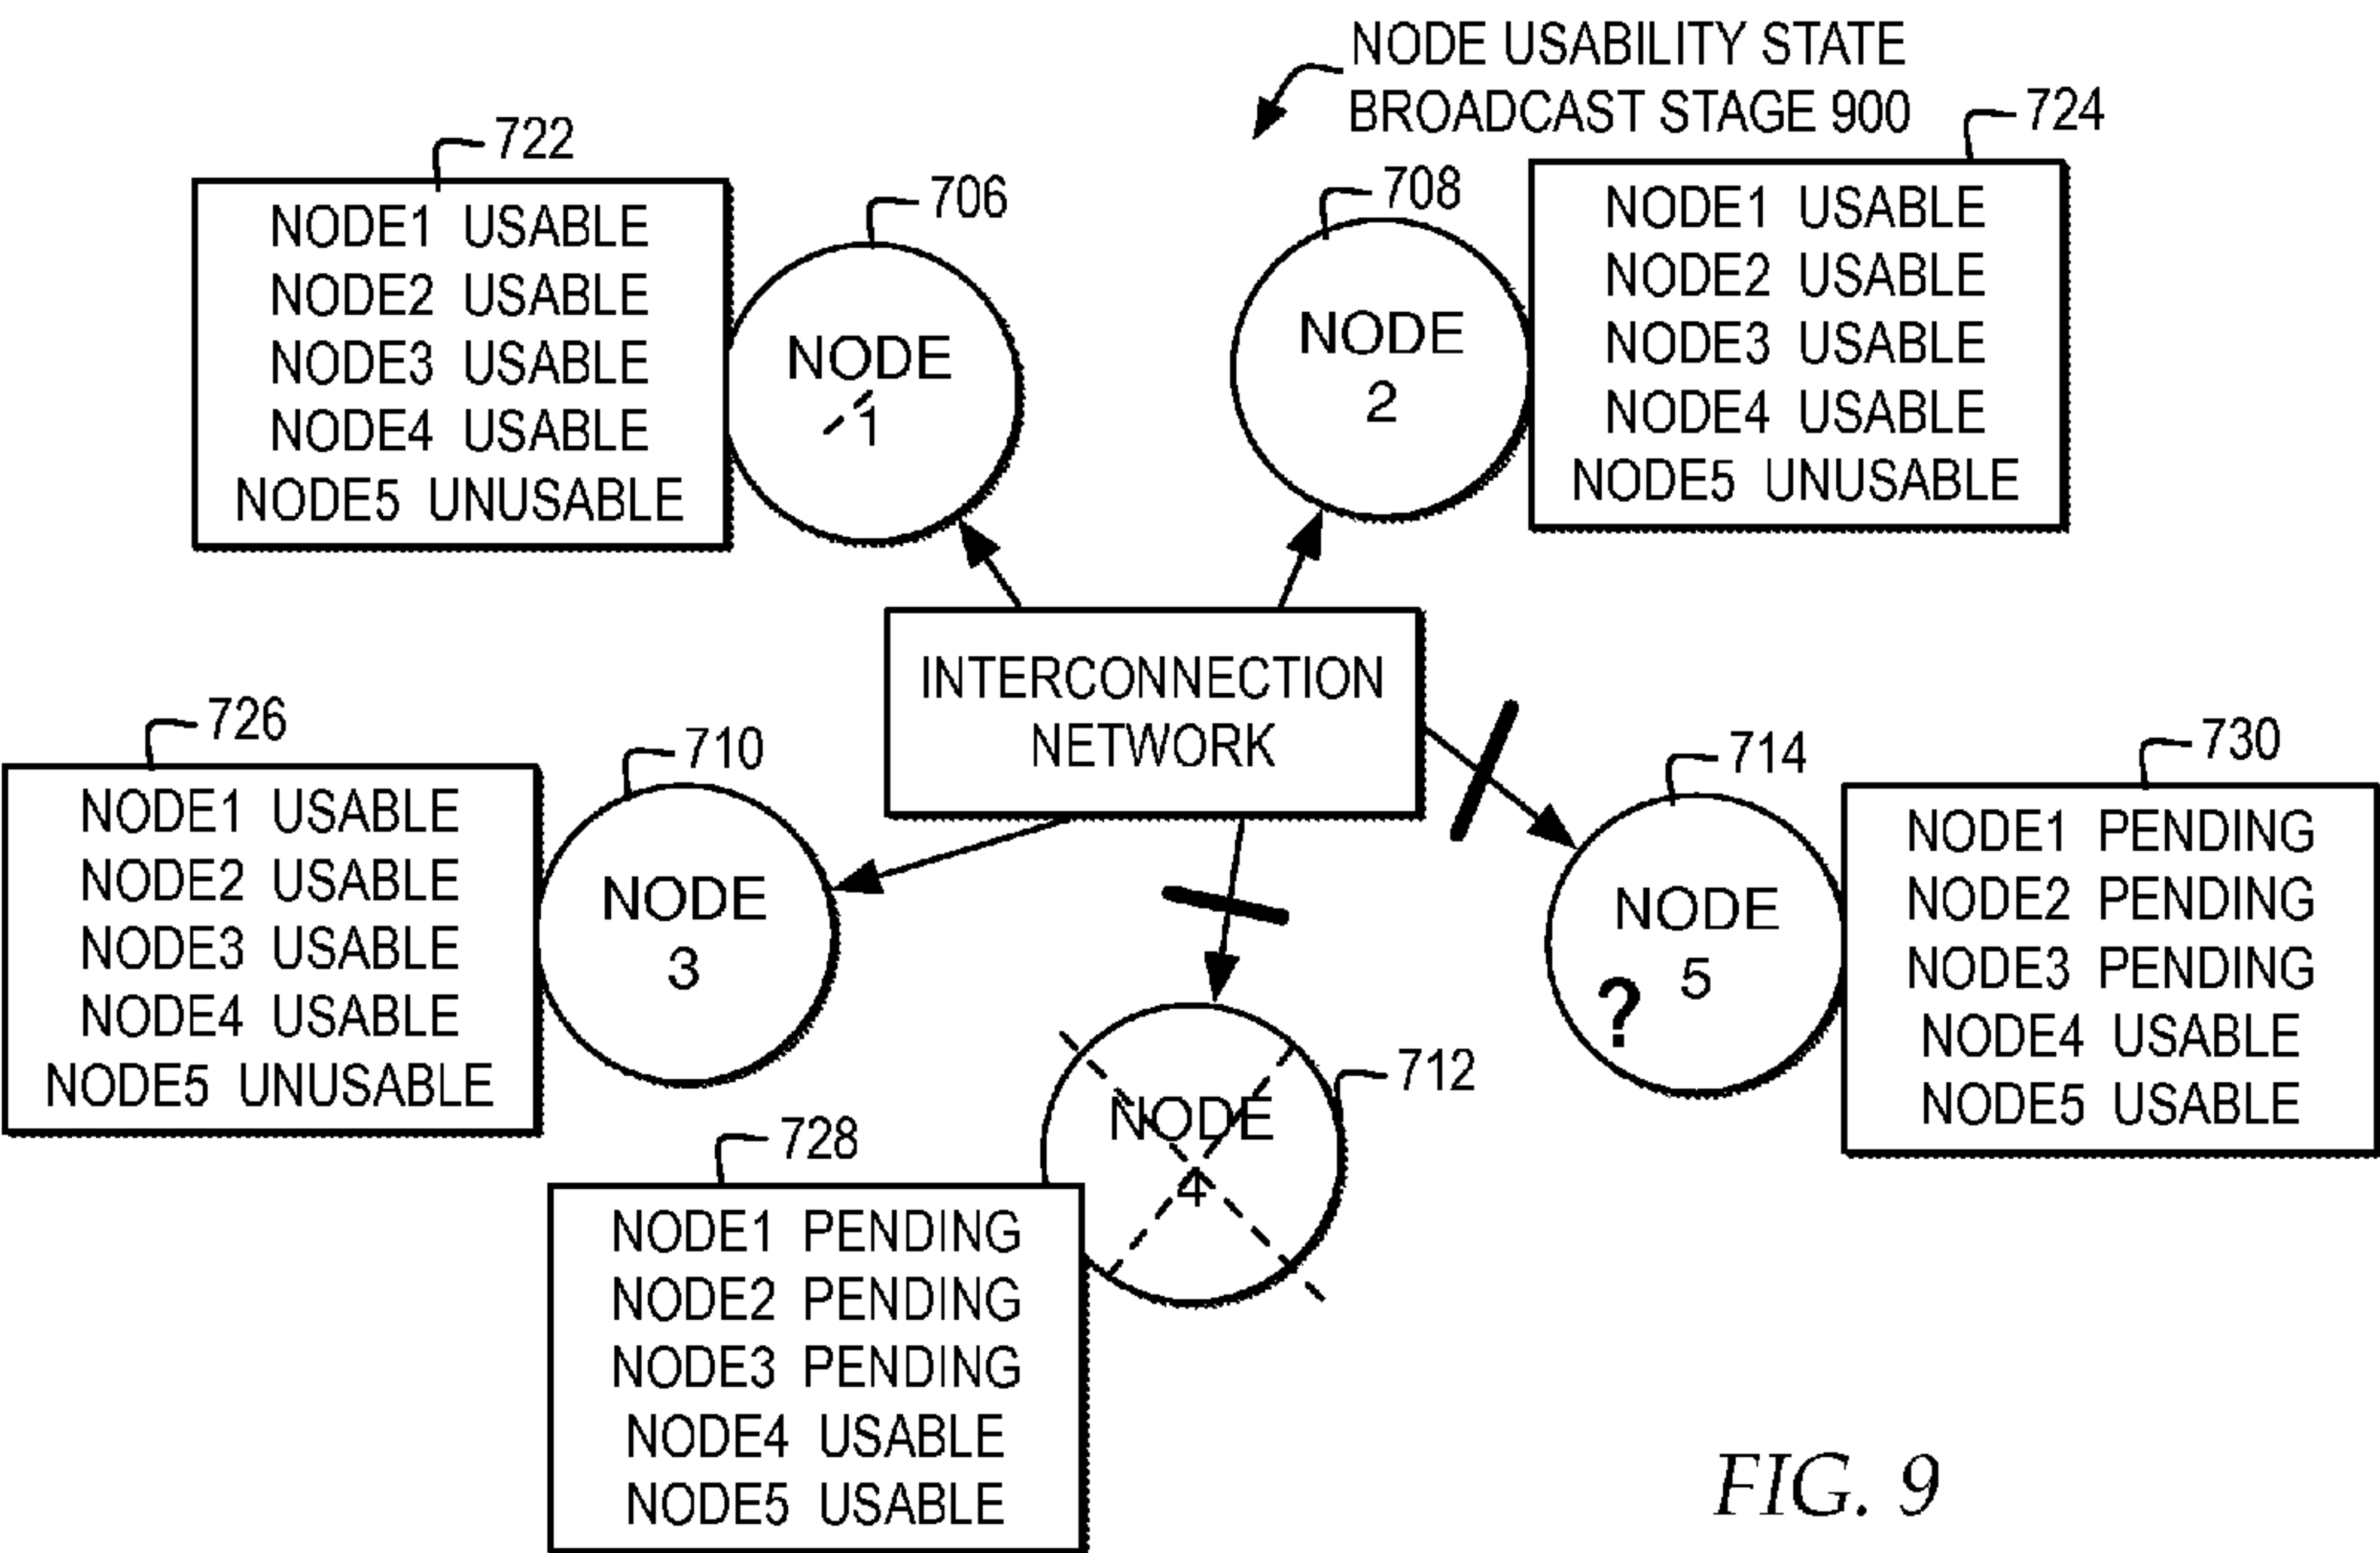 NODE USABILITY STATE
BROADCAST STAGE 900
722
NODE1 USABLE
NODE2 USABLE
NODE3 USABLE
NODE4 USABLE
NODE5 UNUSABLE
706
NODE
1
708
NODE
2
724
NODE1 USABLE
NODE2 USABLE
NODE3 USABLE
NODE4 USABLE
NODE5 UNUSABLE
INTERCONNECTION
NETWORK
726
NODE1 USABLE
NODE2 USABLE
NODE3 USABLE
NODE4 USABLE
NODE5 UNUSABLE
710
NODE
3
714
NODE
5
?
730
NODE1 PENDING
NODE2 PENDING
NODE3 PENDING
NODE4 USABLE
NODE5 USABLE
712
NODE
4
728
NODE1 PENDING
NODE2 PENDING
NODE3 PENDING
NODE4 USABLE
NODE5 USABLE
FIG. 9